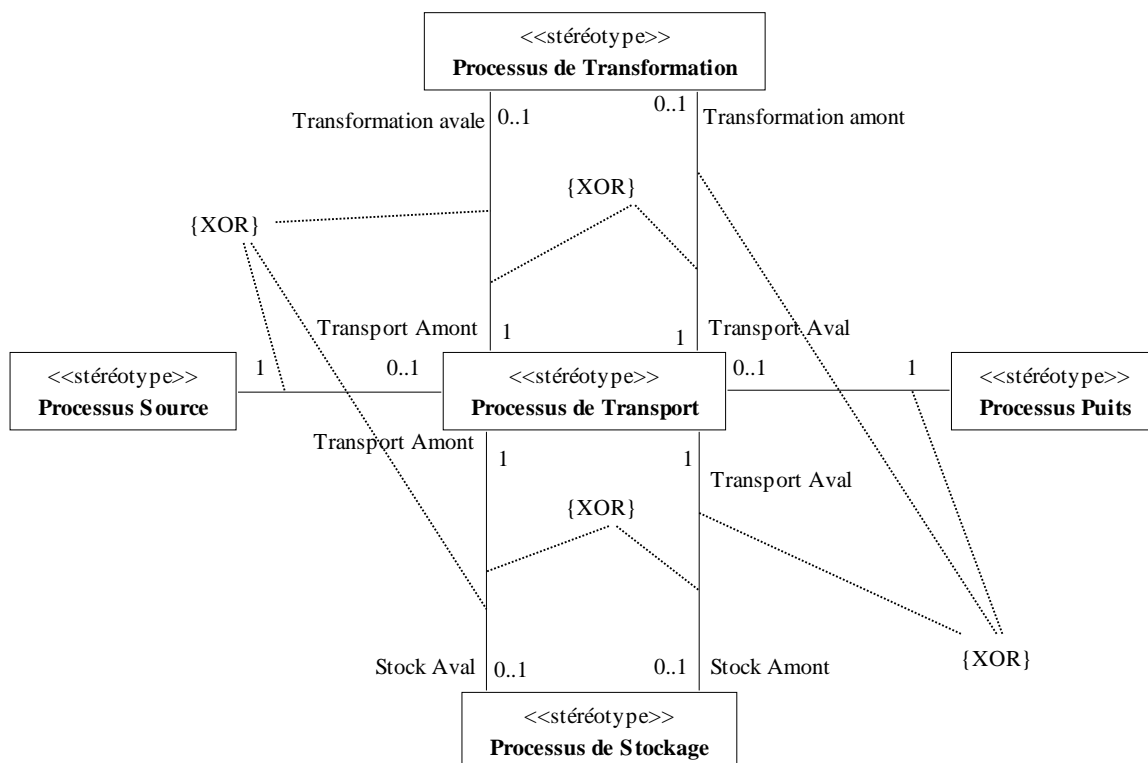 <<stéréotype>>
Processus de Transformation
0..1
0..1
Transformation avale
Transformation amont
{XOR}
{XOR}
Transport Amont
1
1
Transport Aval
<<stéréotype>>
Processus Source
1
0..1
<<stéréotype>>
Processus de Transport
0..1
1
<<stéréotype>>
Processus Puits
Transport Amont
1
1
Transport Aval
{XOR}
{XOR}
Stock Aval
0..1
0..1
Stock Amont
<<stéréotype>>
Processus de Stockage